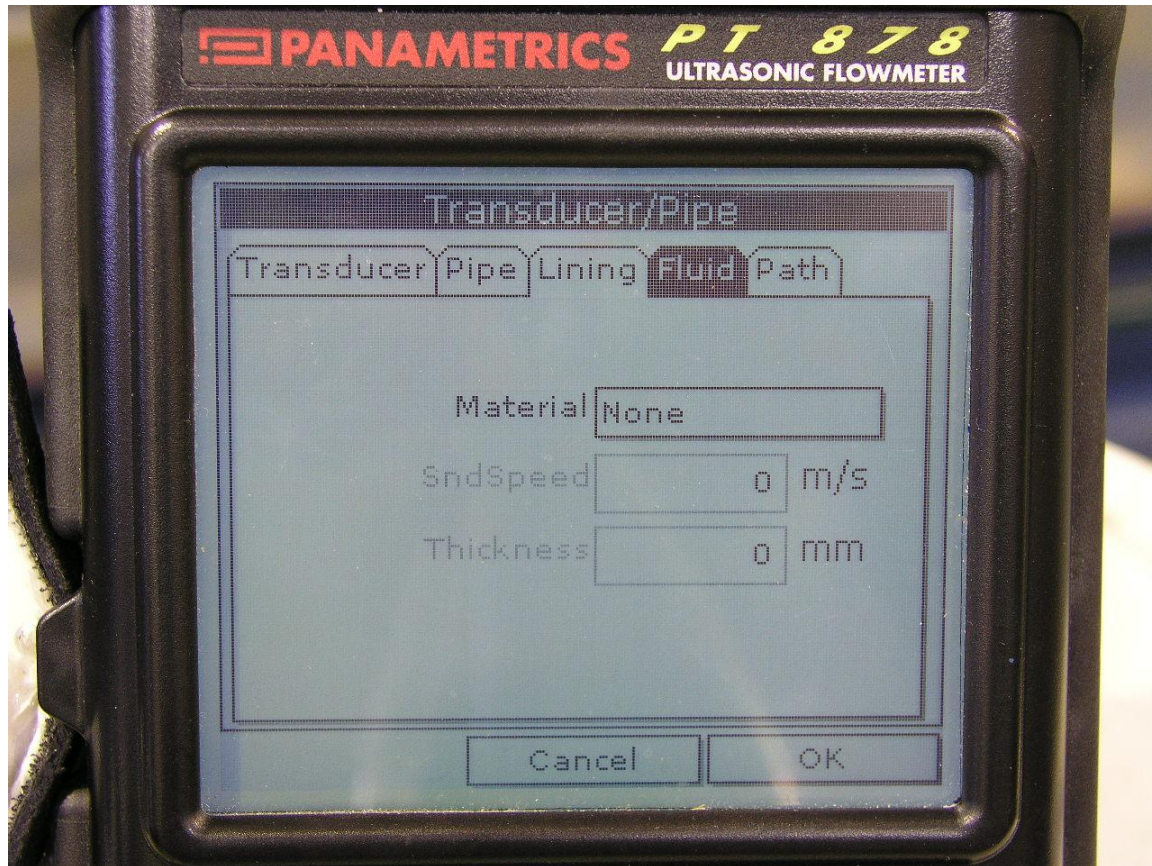 PANAMETRICS PT 878
ULTRASONIC FLOWMETER
Transducer/Pipe
Transducer Pipe Lining Fluid Path
Material None
SndSpeed 0 m/s
Thickness 0 mm
Cancel OK